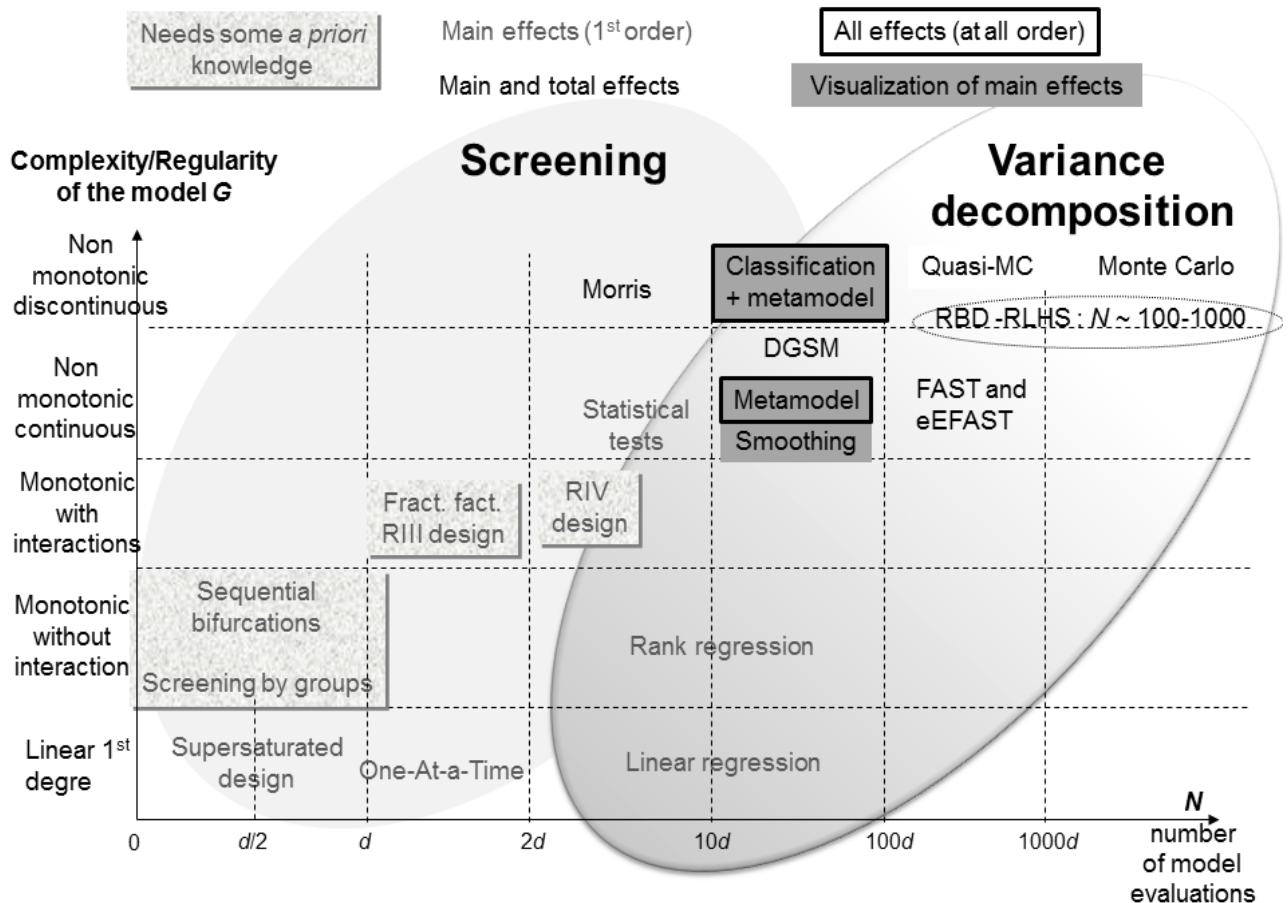 Needs some a priori
knowledge
Main effects (1st order)
Main and total effects
All effects (at all order)
Visualization of main effects
Complexity/Regularity
of the model G
Screening
Variance
decomposition
Non
monotonic
discontinuous
Morris
Classification
+ metamodel
Quasi-MC
Monte Carlo
RBD -RLHS : N ~ 100-1000
Non
monotonic
continuous
DGSM
Statistical
tests
Metamodel
Smoothing
FAST and
eEFAST
Monotonic
with
interactions
Fract. fact.
RIII design
RIV
design
Monotonic
without
interaction
Sequential
bifurcations
Screening by groups
Rank regression
Linear 1st
degre
Supersaturated
design
One-At-a-Time
Linear regression
0
d/2
d
2d
10d
100d
1000d
N
number
of model
evaluations